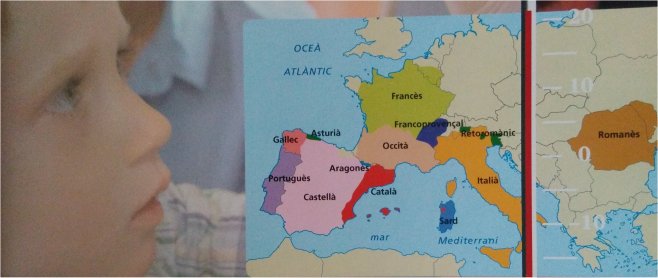 OCEÀ
ATLÀNTIC
Francès
Francoprovençal
Retoromànic
Asturià
Gallec
Occità
Romanès
Aragonès
Portuguès
Castellà
Català
Itàlià
Sard
mar
Mediterrani
20
10
0
-10